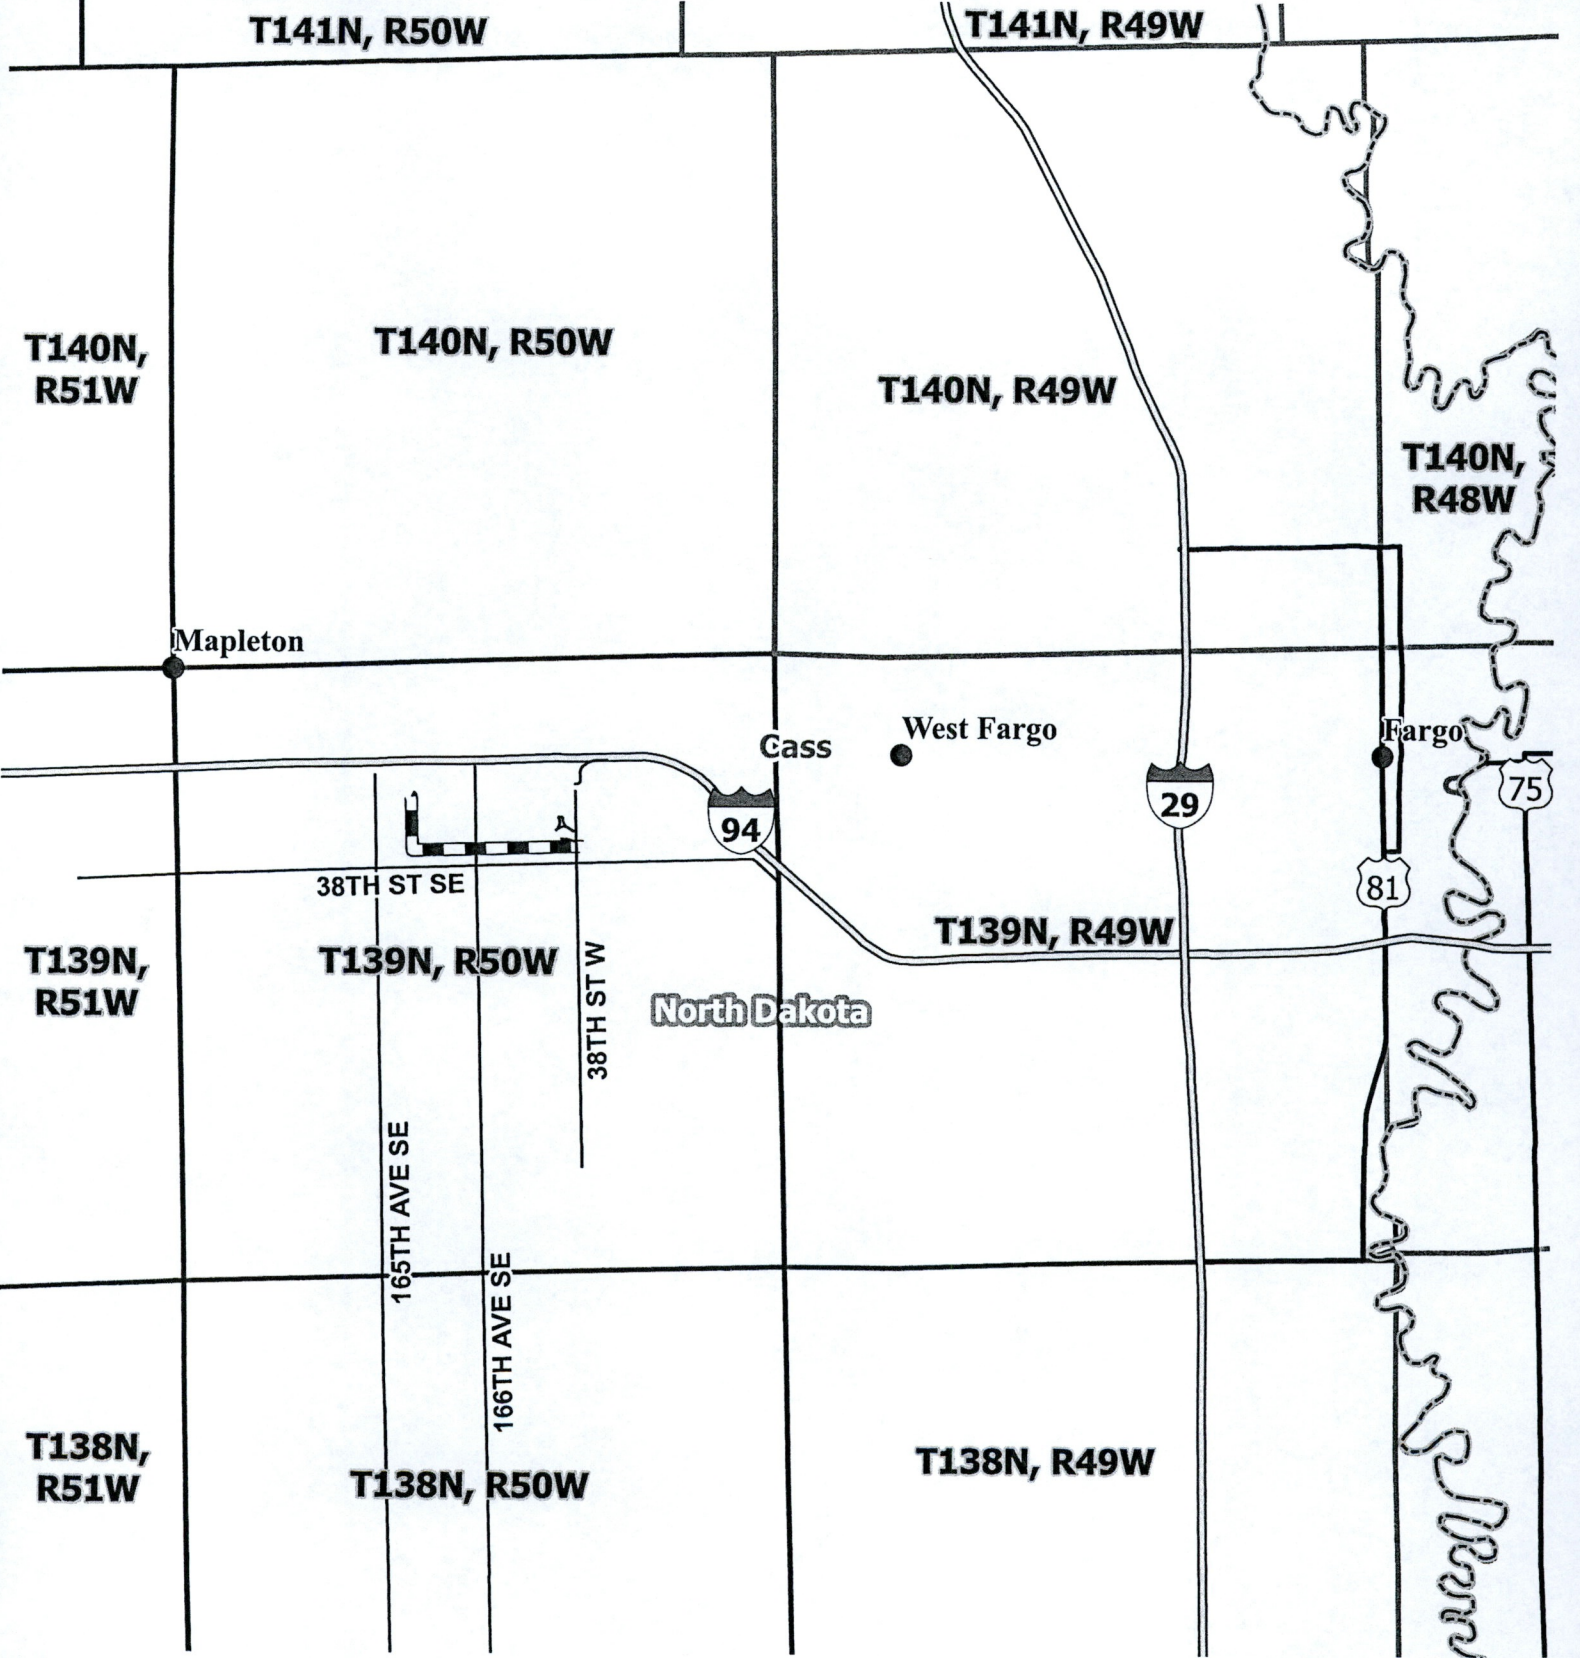 T141N, R50W
T141N, R49W
T140N,
R51W
T140N, R50W
T140N, R49W
T140N,
R48W
Mapleton
Cass
West Fargo
Fargo
94
29
75
81
38TH ST SE
T139N,
R51W
T139N, R50W
T139N, R49W
38TH ST W
North Dakota
165TH AVE SE
166TH AVE SE
T138N,
R51W
T138N, R50W
T138N, R49W